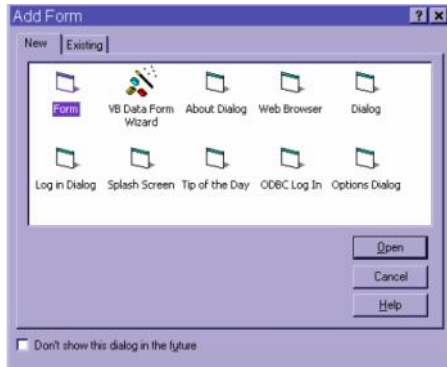 Add Form
New Existing
Form VB Data Form Wizard About Dialog Web Browser Dialog
Log in Dialog Splash Screen Tip of the Day ODBC Log In Options Dialog
Open
Cancel
Help
Don't show this dialog in the future